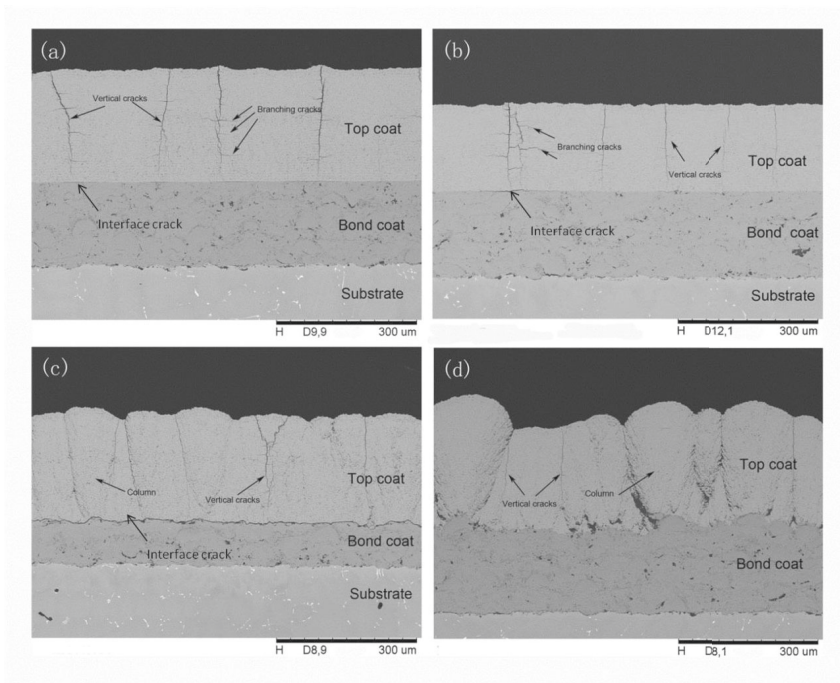 (a)
Vertical cracks
Branching cracks
Top coat
Interface crack
Bond coat
Substrate
H D9,9 300 um
(b)
Branching cracks
Vertical cracks
Top coat
Interface crack
Bond coat
Substrate
H D12,1 300 um
(c)
Column
Vertical cracks
Top coat
Interface crack
Bond coat
Substrate
H D8,9 300 um
(d)
Vertical cracks
Column
Top coat
Bond coat
H D8,1 300 um